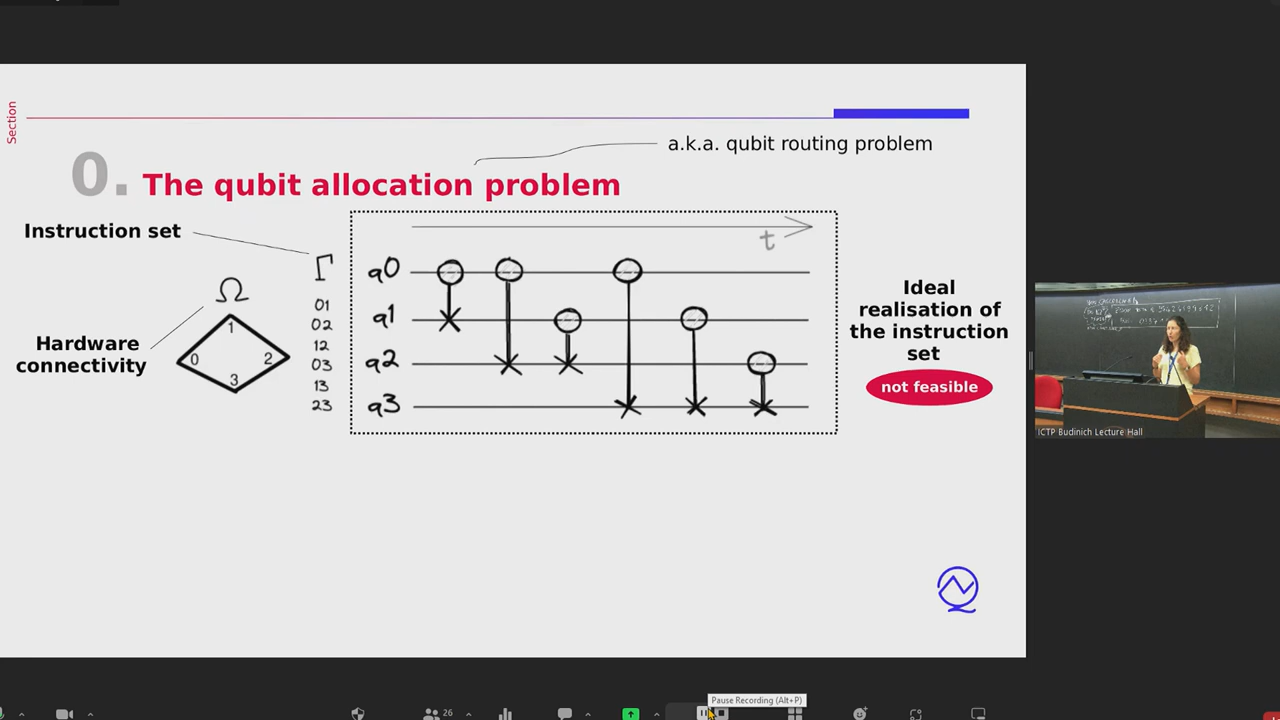 Section
a.k.a. qubit routing problem
0. The qubit allocation problem
Instruction set
Γ
Ω
Hardware
connectivity
1
0
2
3
01
02
12
03
13
23
t
q0
q1
q2
q3
Ideal
realisation of
the instruction
set
not feasible
ICTP Budinich Lecture Hall
Pause Recording (Alt+P)
26